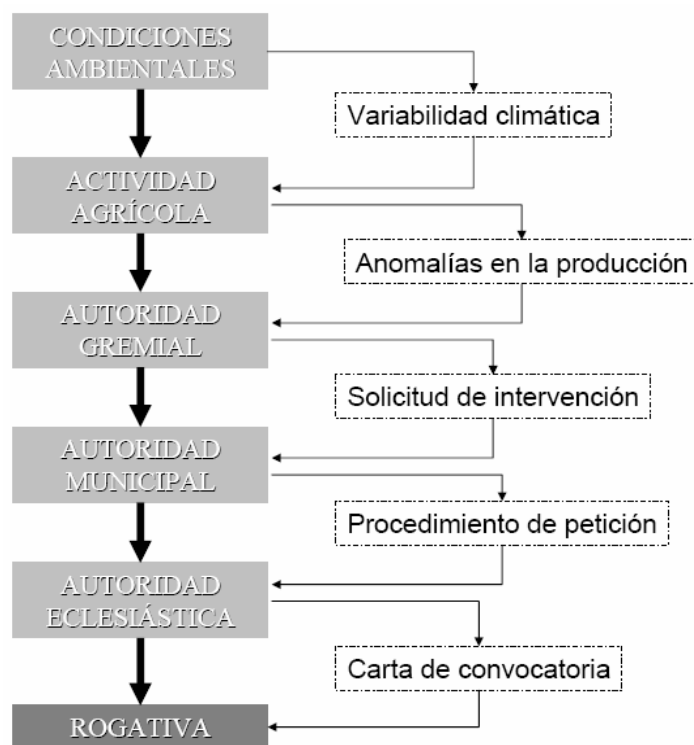 CONDICIONES
AMBIENTALES
Variabilidad climática
ACTIVIDAD
AGRÍCOLA
Anomalías en la producción
AUTORIDAD
GREMIAL
Solicitud de intervención
AUTORIDAD
MUNICIPAL
Procedimiento de petición
AUTORIDAD
ECLESIÁSTICA
Carta de convocatoria
ROGATIVA